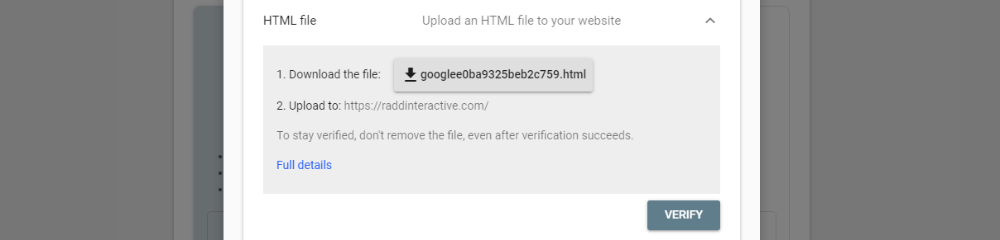 HTML file Upload an HTML file to your website
1. Download the file: googlee0ba9325beb2c759.html
2. Upload to: https://raddinteractive.com/
To stay verified, don't remove the file, even after verification succeeds.
Full details
VERIFY